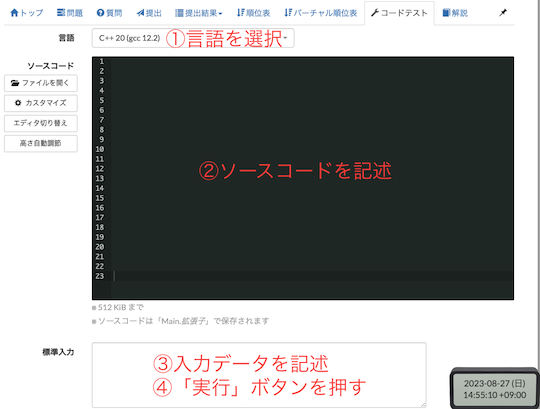 トップ 問題 質問 提出 提出結果 順位表 バーチャル順位表 コードテスト 解説
言語 C++ 20 (gcc 12.2) ①言語を選択
ソースコード
ファイルを開く
カスタマイズ
エディタ切り替え
高さ自動調節
1
2
3
4
5
6
7
8
9
10
11
12
13
14
15
16
17
18
19
20
21
22
23
②ソースコードを記述
512 KiB まで
ソースコードは「Main.拡張子」で保存されます
標準入力
③入力データを記述
④「実行」ボタンを押す
2023-08-27 (日)
14:55:10 +09:00